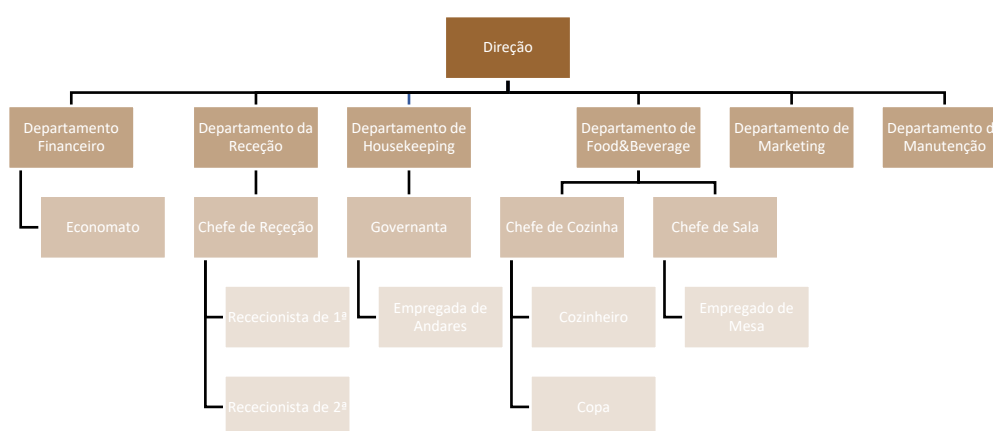 Direção
Departamento
Financeiro
Departamento da
Receção
Departamento de
Housekeeping
Departamento de
Food&Beverage
Departamento de
Marketing
Departamento d
Manutenção
Economato
Chefe de Reçeção
Governanta
Chefe de Cozinha
Chefe de Sala
Rececionista de 1ª
Empregada de
Andares
Cozinheiro
Empregado de
Mesa
Rececionista de 2ª
Copa